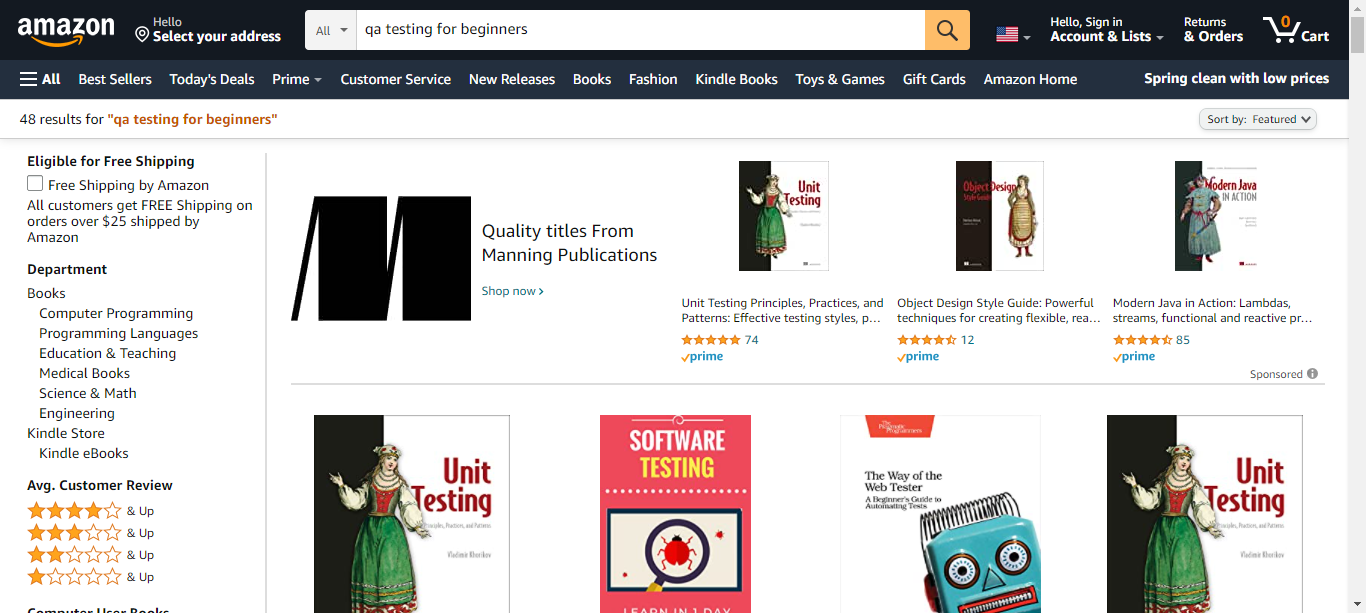 amazon
Hello
Select your address
All
qa testing for beginners
Hello, Sign in
Account & Lists
Returns
& Orders
0
Cart
All
Best Sellers
Today's Deals
Prime
Customer Service
New Releases
Books
Fashion
Kindle Books
Toys & Games
Gift Cards
Amazon Home
Spring clean with low prices
48 results for "qa testing for beginners"
Sort by: Featured
Eligible for Free Shipping
Free Shipping by Amazon
All customers get FREE Shipping on
orders over $25 shipped by
Amazon
Department
Books
Computer Programming
Programming Languages
Education & Teaching
Medical Books
Science & Math
Engineering
Kindle Store
Kindle eBooks
Avg. Customer Review
& Up
& Up
& Up
& Up
Computer User Books
Quality titles From
Manning Publications
Shop now ›
Unit
Testing
Unit Testing Principles, Practices, and
Patterns: Effective testing styles, p...
74
prime
Object Design
Style Guide
Object Design Style Guide: Powerful
techniques for creating flexible, rea...
12
prime
Modern Java
IN ACTION
Modern Java in Action: Lambdas,
streams, functional and reactive pr...
85
prime
Sponsored
Unit
Testing
Principles, Practices, and Patterns
Vladimir Khorikov
SOFTWARE
TESTING
LEARN IN 1 DAY
The
Pragmatic
Programmers
The Way of the
Web Tester
A Beginner's Guide to
Automating Tests
Unit
Testing
Principles, Practices, and Patterns
Vladimir Khorikov